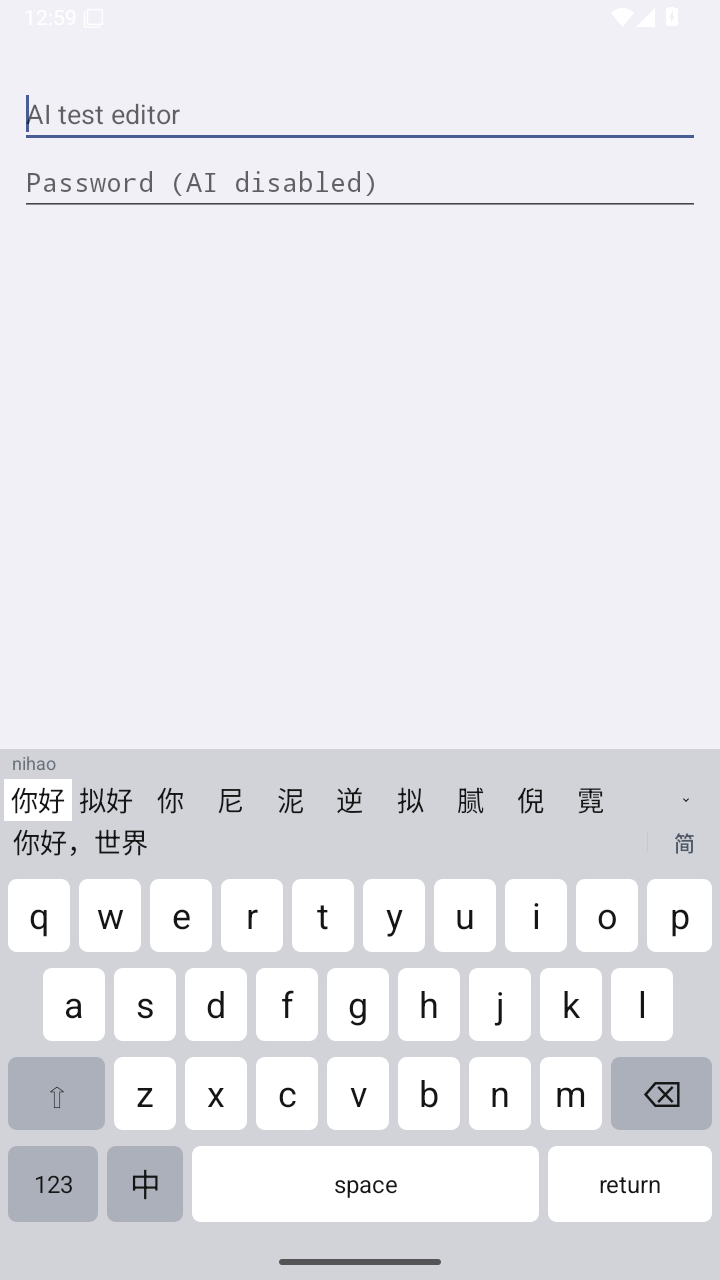 12:59
AI test editor
Password (AI disabled)
nihao
你好 拟好 你 尼 泥 逆 拟 腻 倪 霓
你好，世界 简
q w e r t y u i o p
a s d f g h j k l
⇧ z x c v b n m
123 中 space return